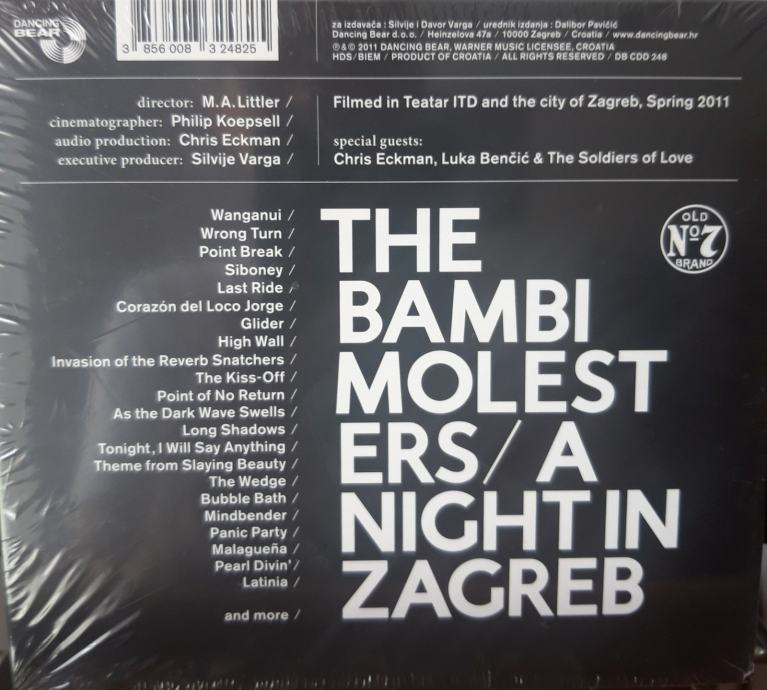 DANCING
BEAR
3 856008 324825
za izdavača : Silvije i Davor Varga / urednik izdanja : Dalibor Pavičić
Dancing Bear d.o.o. / Heinzelova 47a / 10000 Zagreb / Croatia / www.dancingbear.hr
℗ & © 2011 DANCING BEAR, WARNER MUSIC LICENSEE, CROATIA
HDS / BIEM / PRODUCT OF CROATIA / ALL RIGHTS RESERVED / DB CDD 248
director: M.A. Littler /
cinematographer: Philip Koepsell /
audio production: Chris Eckman /
executive producer: Silvije Varga /
Filmed in Teatar ITD and the city of Zagreb, Spring 2011
special guests:
Chris Eckman, Luka Benčić & The Soldiers of Love
Wanganui /
Wrong Turn /
Point Break /
Siboney /
Last Ride /
Corazón del Loco Jorge /
Glider /
High Wall /
Invasion of the Reverb Snatchers /
The Kiss-Off /
Point of No Return /
As the Dark Wave Swells /
Long Shadows /
Tonight, I Will Say Anything /
Theme from Slaying Beauty /
The Wedge /
Bubble Bath /
Mindbender /
Panic Party /
Malagueña /
Pearl Divin' /
Latinia /
and more /
THE
BAMBI
MOLEST
ERS / A
NIGHT IN
ZAGREB
OLD
Nº7
BRAND